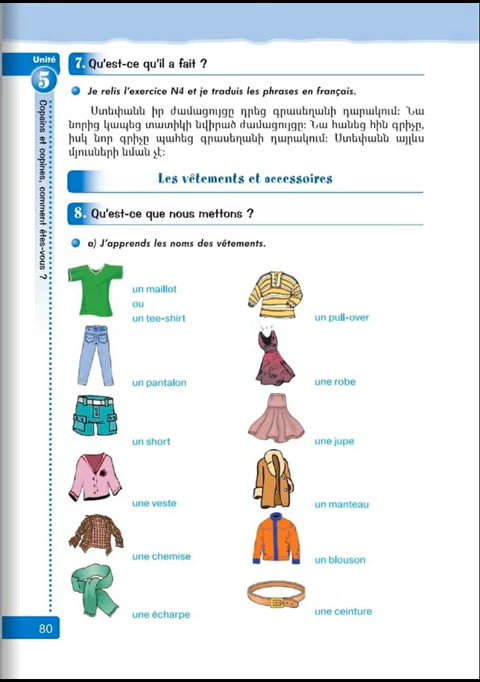 Unité
5
Copains et copines, comment êtes-vous ?
7. Qu'est-ce qu'il a fait ?
Je relis l'exercice N4 et je traduis les phrases en français.
Ստեփանն իր ժամացույցը դրեց գրասեղանի դարակում: Նա
նորից կապեց տատիկի նվիրած ժամացույցը: Նա հանեց հին գրիչը,
իսկ նոր գրիչը պահեց գրասեղանի դարակում: Ստեփանն այլևս
մյուսների նման չէ:
Les vêtements et accessoires
8. Qu'est-ce que nous mettons ?
a) J'apprends les noms des vêtements.
un maillot
ou
un tee-shirt
un pull-over
un pantalon
une robe
un short
une jupe
une veste
un manteau
une chemise
un blouson
une écharpe
une ceinture
80